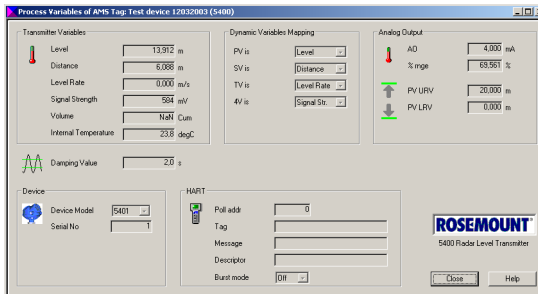 Process Variables of AMS Tag: Test device 12032003 (5400)
Transmitter Variables
Level 13,912 m
Distance 6,088 m
Level Rate 0,000 m/s
Signal Strength 584 mV
Volume NaN Cum
Internal Temperature 23,8 degC
Dynamic Variables Mapping
PV is Level
SV is Distance
TV is Level Rate
4V is Signal Str.
Analog Output
AO 4,000 mA
% rnge 69,561 %
PV URV 20,000 m
PV LRV 0,000 m
Damping Value 2,0 s
Device
Device Model 5401
Serial No 1
HART
Poll addr 0
Tag
Message
Descriptor
Burst mode Off
ROSEMOUNT
5400 Radar Level Transmitter
Close Help